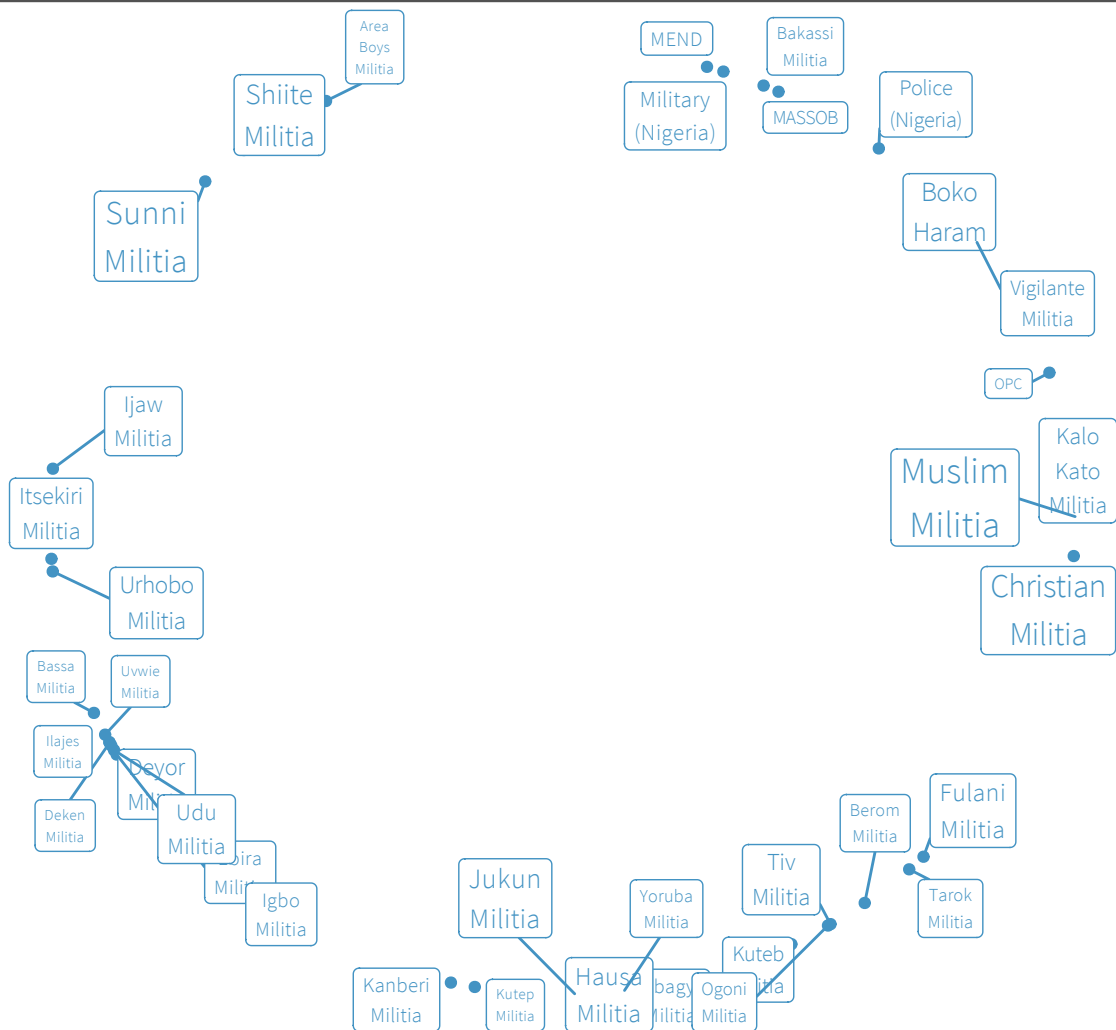 Area
Boys
Militia
MEND
Bakassi
Militia
Shiite
Militia
Military
(Nigeria)
MASSOB
Police
(Nigeria)
Sunni
Militia
Boko
Haram
Vigilante
Militia
OPC
Ijaw
Militia
Kalo
Kato
Militia
Muslim
Militia
Itsekiri
Militia
Christian
Militia
Urhobo
Militia
Bassa
Militia
Uvwie
Militia
Ilajes
Militia
Deyor
Deken
Militia
Udu
Militia
Igbo
Militia
Jukun
Militia
Yoruba
Militia
Tiv
Militia
Berom
Militia
Fulani
Militia
Tarok
Militia
Kuteb
Kanberi
Militia
Kutep
Militia
Hausa
Militia
Ogoni
Militia